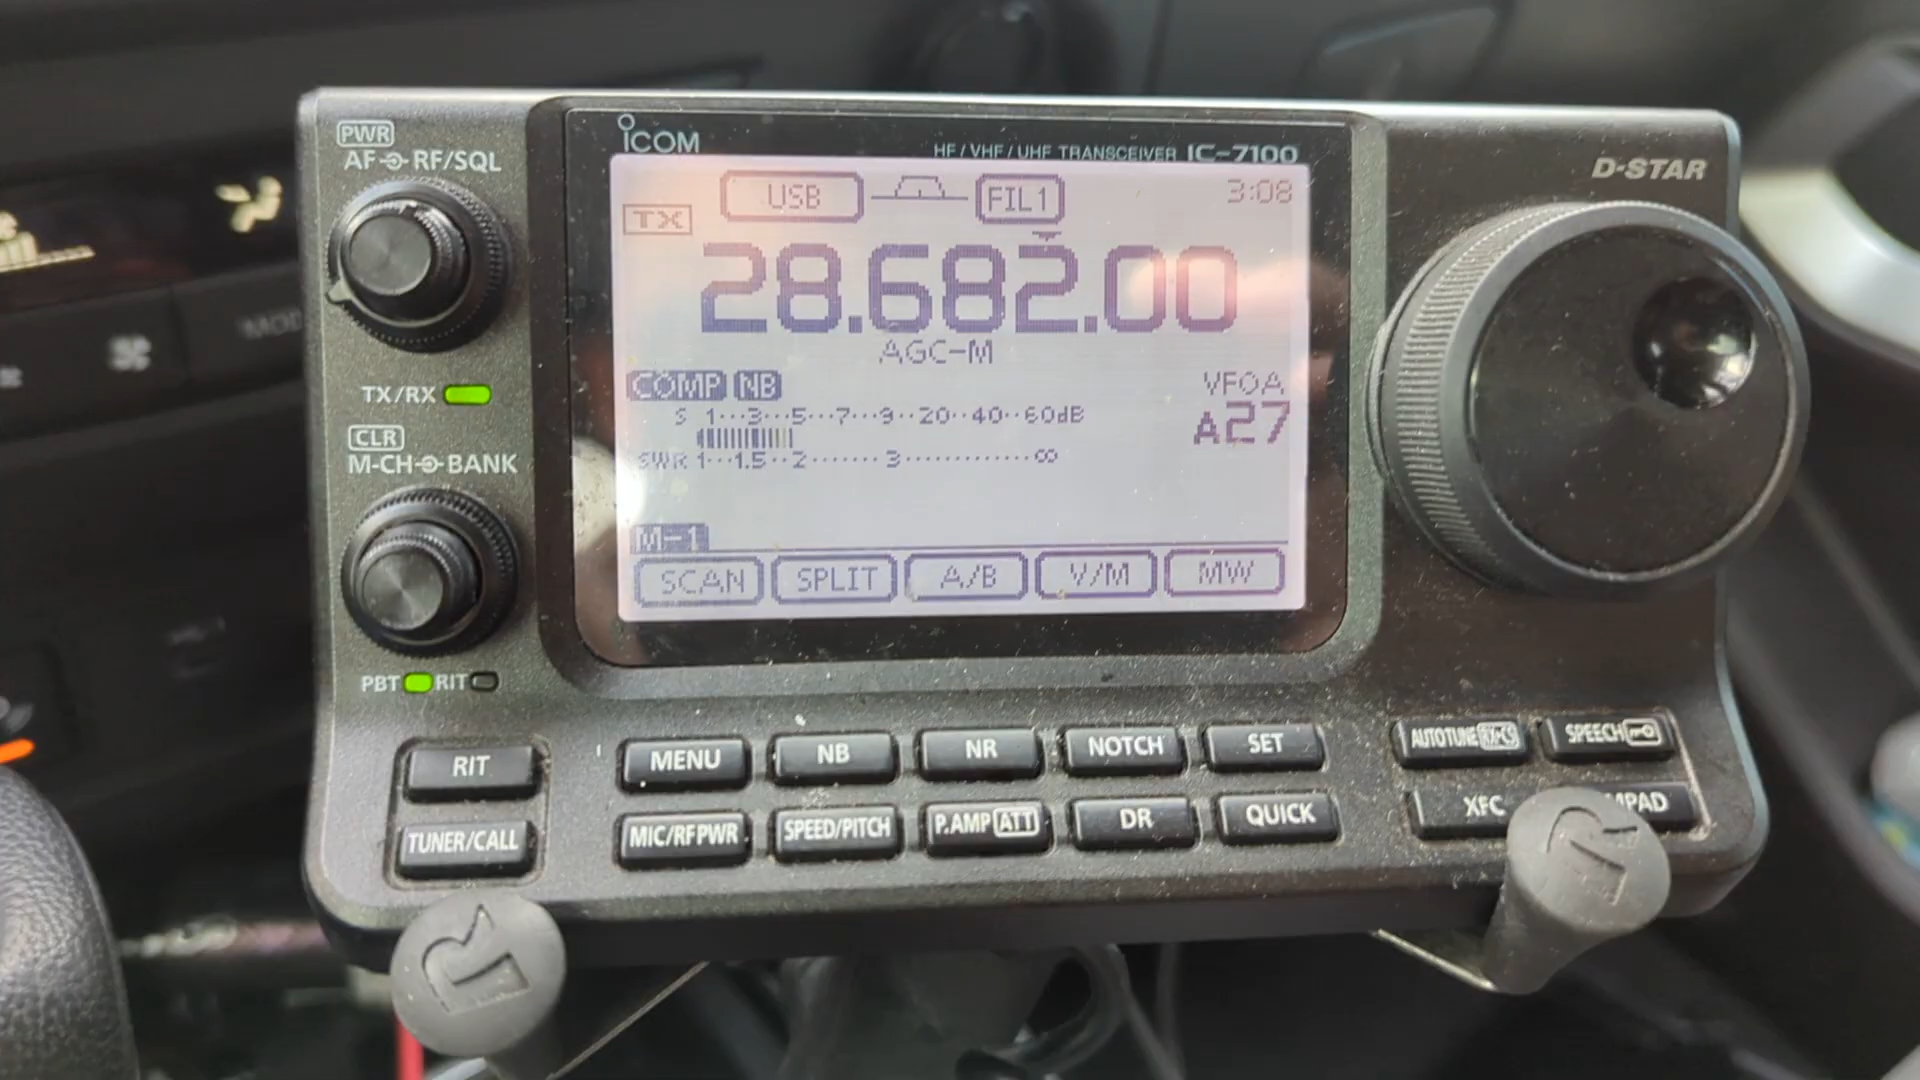 PWR
AF RF/SQL
ICOM
HF/VHF/UHF TRANSCEIVER IC-7100
D-STAR
USB
FIL1
3:08
TX
28.682.00
AGC-M
TX/RX
COMP NB
VFOA
S 1···3···5···7···9··20··40··60dB
A27
CLR
M-CH BANK
SWR 1···1.5··2·······3·············∞
M-1
SCAN SPLIT A/B V/M MW
PBT RIT
RIT MENU NB NR NOTCH SET AUTOTUNE RX-CS SPEECH
TUNER/CALL MIC/RFPWR SPEED/PITCH P.AMP ATT DR QUICK XFC